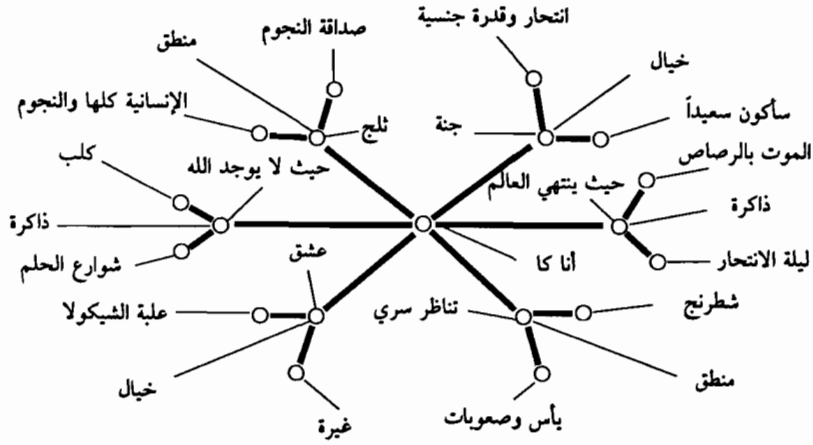 انتحار وقدرة جنسية
صداقة النجوم
منطق
خيال
الإنسانية كلها والنجوم
ثلج
جنة
سأكون سعيداً
كلب
حيث لا يوجد الله
حيث ينتهي العالم
الموت بالرصاص
ذاكرة
ذاكرة
شوارع الحلم
عشق
أنا كا
ليلة الانتحار
علبة الشيكولا
تناظر سري
شطرنج
خيال
منطق
غيرة
يأس وصعوبات